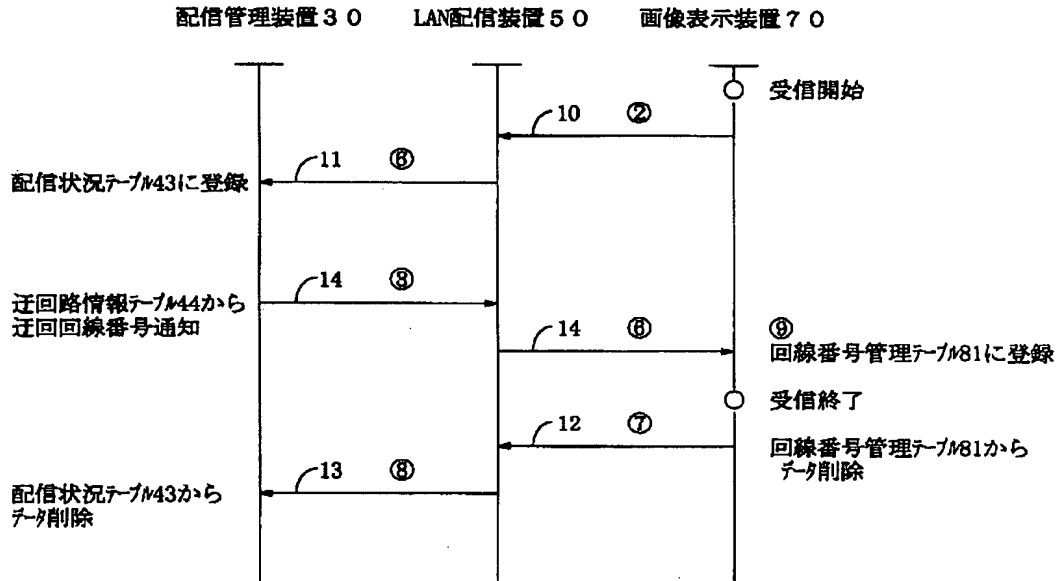 配信管理装置３０ LAN配信装置５０ 画像表示装置７０
受信開始
10 ②
11 ⑥
配信状況テーブル43に登録
14 ③
迂回路情報テーブル44から
迂回回線番号通知
14 ⑥ ⑨
回線番号管理テーブル81に登録
受信終了
12 ⑦
回線番号管理テーブル81から
データ削除
13 ⑧
配信状況テーブル43から
データ削除